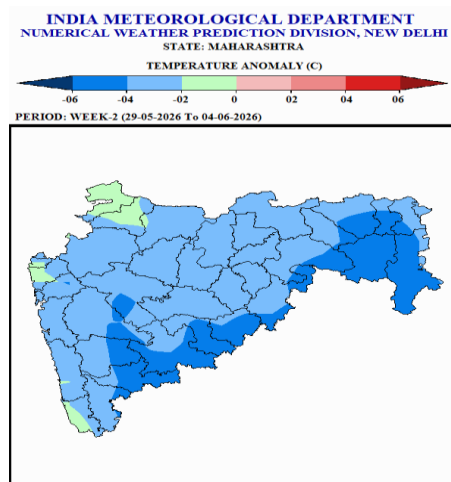 INDIA METEOROLOGICAL DEPARTMENT
NUMERICAL WEATHER PREDICTION DIVISION, NEW DELHI
STATE: MAHARASHTRA
TEMPERATURE ANOMALY (C)
-06 -04 -02 0 02 04 06
PERIOD: WEEK-2 (29-05-2026 To 04-06-2026)